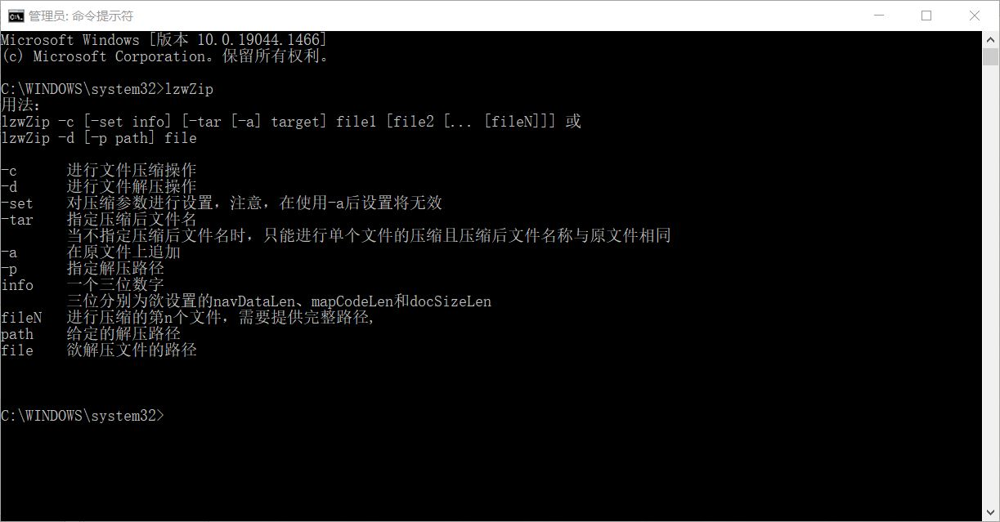 管理员: 命令提示符
Microsoft Windows [版本 10.0.19044.1466]
(c) Microsoft Corporation。保留所有权利。
C:\WINDOWS\system32>lzwZip
用法:
lzwZip -c [-set info] [-tar [-a] target] file1 [file2 [... [fileN]]] 或
lzwZip -d [-p path] file
-c 进行文件压缩操作
-d 进行文件解压操作
-set 对压缩参数进行设置，注意，在使用-a后设置将无效
-tar 指定压缩后文件名
当不指定压缩后文件名时，只能进行单个文件的压缩且压缩后文件名称与原文件相同
-a 在原文件上追加
-p 指定解压路径
info 一个三位数字
三位分别为欲设置的navDataLen、mapCodeLen和docSizeLen
fileN 进行压缩的第n个文件，需要提供完整路径,
path 给定的解压路径
file 欲解压文件的路径
C:\WINDOWS\system32>